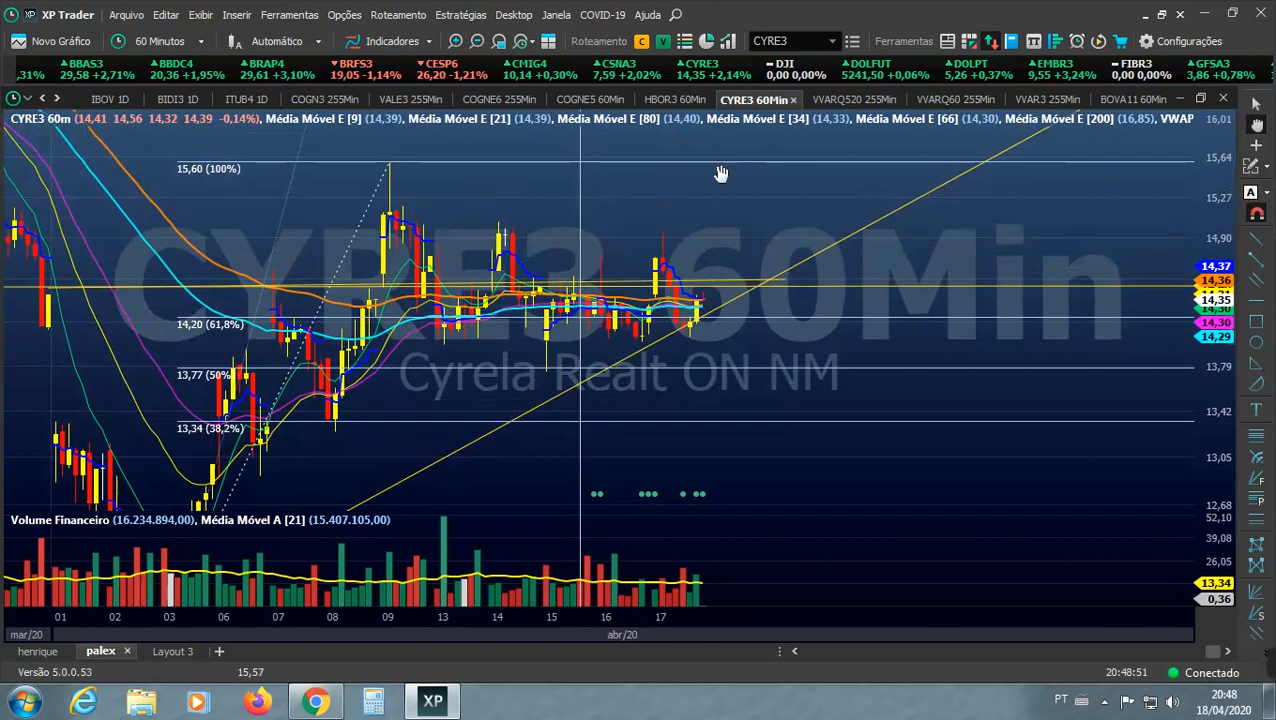 XP Trader Arquivo Editar Exibir Inserir Ferramentas Opções Roteamento Estratégias Desktop Janela COVID-19 Ajuda
Novo Gráfico 60 Minutos Automático Indicadores Roteamento C V CYRE3 Ferramentas Configurações
BBAS3 BBDC4 BRAP4 BRFS3 CESP6 CMIG4 CSNA3 CYRE3 DJI DOLFUT DOLPT EMBR3 FIBR3 GFSA3
,31% 29,58 +2,71% 20,36 +1,95% 29,61 +3,10% 19,05 -1,14% 26,20 -1,21% 10,14 +0,30% 7,59 +2,02% 14,35 +2,14% 0,00 0,00% 5241,50 +0,06% 5,26 +0,37% 9,55 +3,24% 0,00 0,00% 3,86 +0,78%
IBOV 1D BIDI3 1D ITUB4 1D COGN3 255Min VALE3 255Min COGNE6 255Min COGNE5 60Min HBOR3 60Min CYRE3 60Min VVARQ520 255Min VVARQ60 255Min VVAR3 255Min BOVA11 60Min
CYRE3 60m (14,41 14,56 14,32 14,39 -0,14%), Média Móvel E [9] (14,39), Média Móvel E [21] (14,39), Média Móvel E [80] (14,40), Média Móvel E [34] (14,33), Média Móvel E [66] (14,30), Média Móvel E [200] (16,85), VWAP
16,01
15,64
15,60 (100%)
15,27
14,90
CYRE3 60Min
14,37
14,36
14,35
14,30
14,20 (61,8%)
14,30
14,29
Cyrela Realt ON NM
13,79
13,77 (50%)
13,42
13,34 (38,2%)
13,05
12,68
Volume Financeiro (16.234.894,00), Média Móvel A [21] (15.407.105,00)
52,10
39,08
26,05
13,34
0,36
01 02 03 06 07 08 09 13 14 15 16 17
mar/20 abr/20
henrique palex Layout 3
Versão 5.0.0.53 15,57 20:48:51 Conectado
XP PT 20:48
18/04/2020